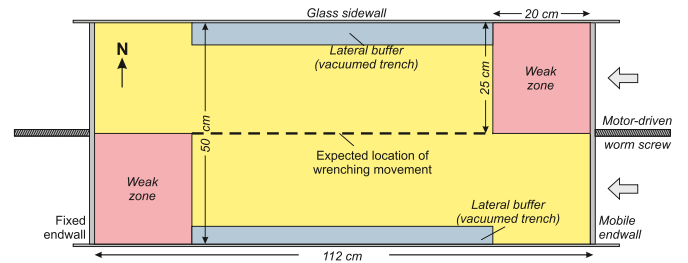 Glass sidewall
20 cm
N
Lateral buffer
(vacuumed trench)
25 cm
Weak
zone
50 cm
Motor-driven
worm screw
Expected location of
wrenching movement
Weak
zone
Lateral buffer
(vacuumed trench)
Fixed
endwall
Mobile
endwall
112 cm